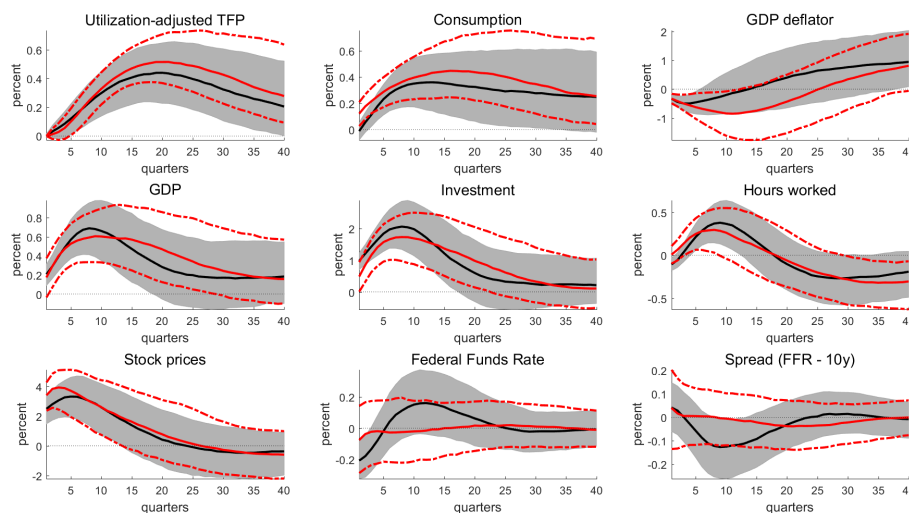 Utilization-adjusted TFP
percent
0.6
0.4
0.2
0
5 10 15 20 25 30 35 40
quarters
Consumption
percent
0.6
0.4
0.2
0
5 10 15 20 25 30 35 40
quarters
GDP deflator
percent
2
1
0
-1
5 10 15 20 25 30 35 40
quarters
GDP
percent
0.8
0.6
0.4
0.2
0
5 10 15 20 25 30 35 40
quarters
Investment
percent
2
1
0
5 10 15 20 25 30 35 40
quarters
Hours worked
percent
0.5
0
-0.5
5 10 15 20 25 30 35 40
quarters
Stock prices
percent
4
2
0
-2
5 10 15 20 25 30 35 40
quarters
Federal Funds Rate
percent
0.2
0
-0.2
5 10 15 20 25 30 35 40
quarters
Spread (FFR - 10y)
percent
0.2
0.1
0
-0.1
-0.2
5 10 15 20 25 30 35 40
quarters